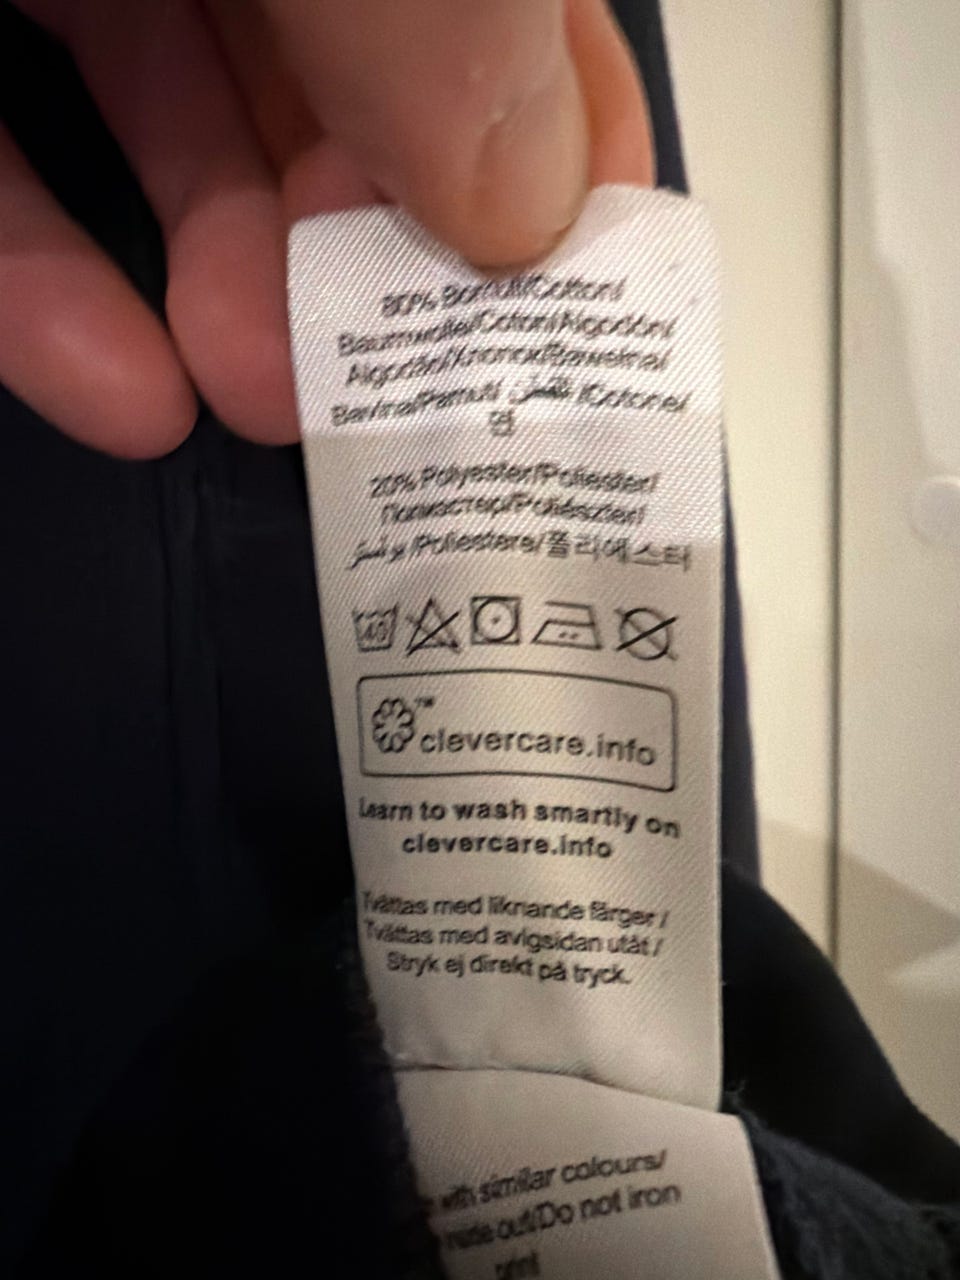 80% Bomull/Cotton/
Baumwolle/Coton/Algodón/
Algodão/Хлопок/Bawełna/
Bavlna/Pamut/ القطن /Cotone/
면
20% Polyester/Poliester/
Полиэстер/Poliészter/
بوليستر/Poliestere/폴리에스터
40
™
clevercare.info
Learn to wash smartly on
clevercare.info
Tvättas med liknande färger /
Tvättas med avigsidan utåt /
Stryk ej direkt på tryck.
with similar colours/
out/Do not iron
print